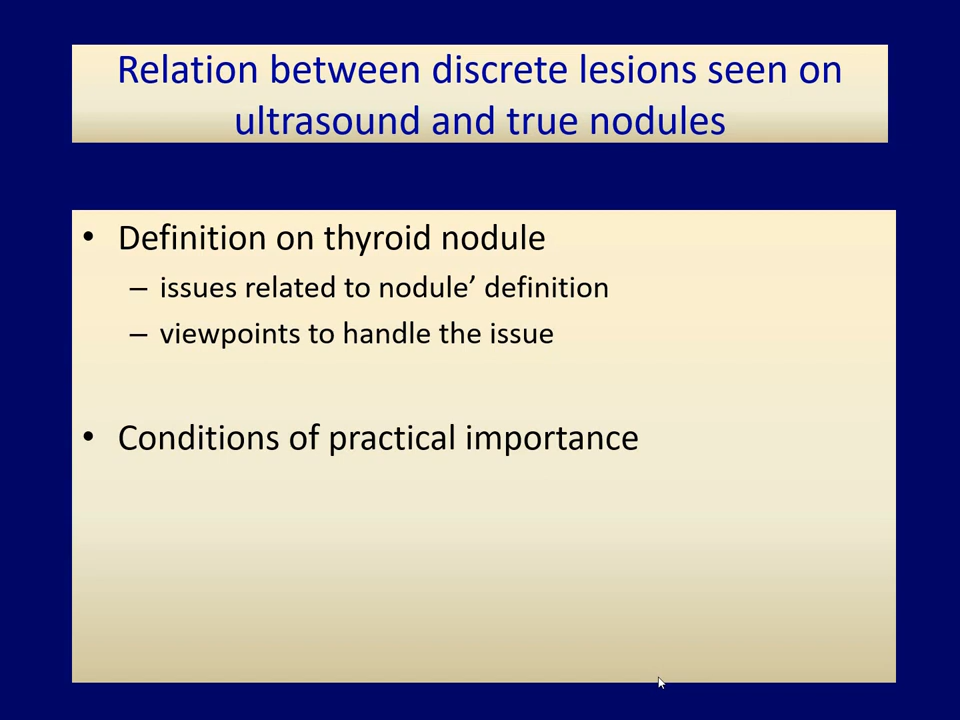 Relation between discrete lesions seen on
ultrasound and true nodules
• Definition on thyroid nodule
– issues related to nodule’ definition
– viewpoints to handle the issue
• Conditions of practical importance